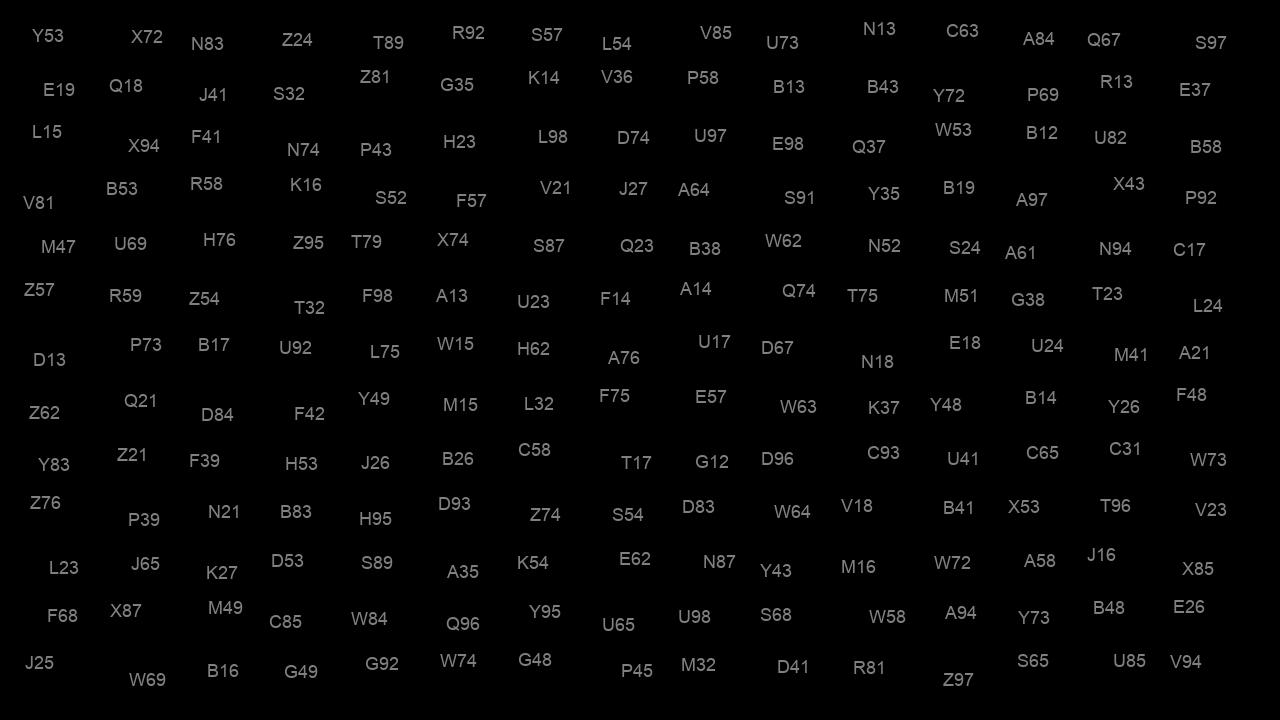 Y53 X72 N83 Z24 T89 R92 S57 L54 V85 U73 N13 C63 A84 Q67 S97
E19 Q18 J41 S32 Z81 G35 K14 V36 P58 B13 B43 Y72 P69 R13 E37
L15 X94 F41 N74 P43 H23 L98 D74 U97 E98 Q37 W53 B12 U82 B58
V81 B53 R58 K16 S52 F57 V21 J27 A64 S91 Y35 B19 A97 X43 P92
M47 U69 H76 Z95 T79 X74 S87 Q23 B38 W62 N52 S24 A61 N94 C17
Z57 R59 Z54 T32 F98 A13 U23 F14 A14 Q74 T75 M51 G38 T23 L24
D13 P73 B17 U92 L75 W15 H62 A76 U17 D67 N18 E18 U24 M41 A21
Z62 Q21 D84 F42 Y49 M15 L32 F75 E57 W63 K37 Y48 B14 Y26 F48
Y83 Z21 F39 H53 J26 B26 C58 T17 G12 D96 C93 U41 C65 C31 W73
Z76 P39 N21 B83 H95 D93 Z74 S54 D83 W64 V18 B41 X53 T96 V23
L23 J65 K27 D53 S89 A35 K54 E62 N87 Y43 M16 W72 A58 J16 X85
F68 X87 M49 C85 W84 Q96 Y95 U65 U98 S68 W58 A94 Y73 B48 E26
J25 W69 B16 G49 G92 W74 G48 P45 M32 D41 R81 Z97 S65 U85 V94